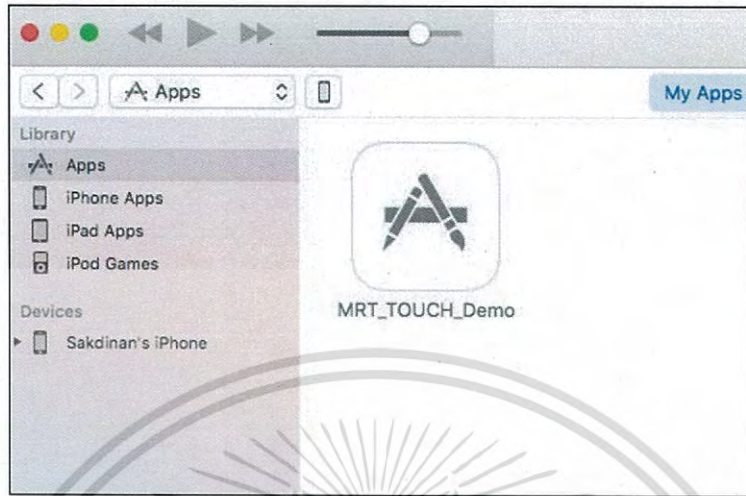 Apps
My Apps
Library
Apps
iPhone Apps
iPad Apps
iPod Games
Devices
Sakdinan's iPhone
MRT_TOUCH_Demo